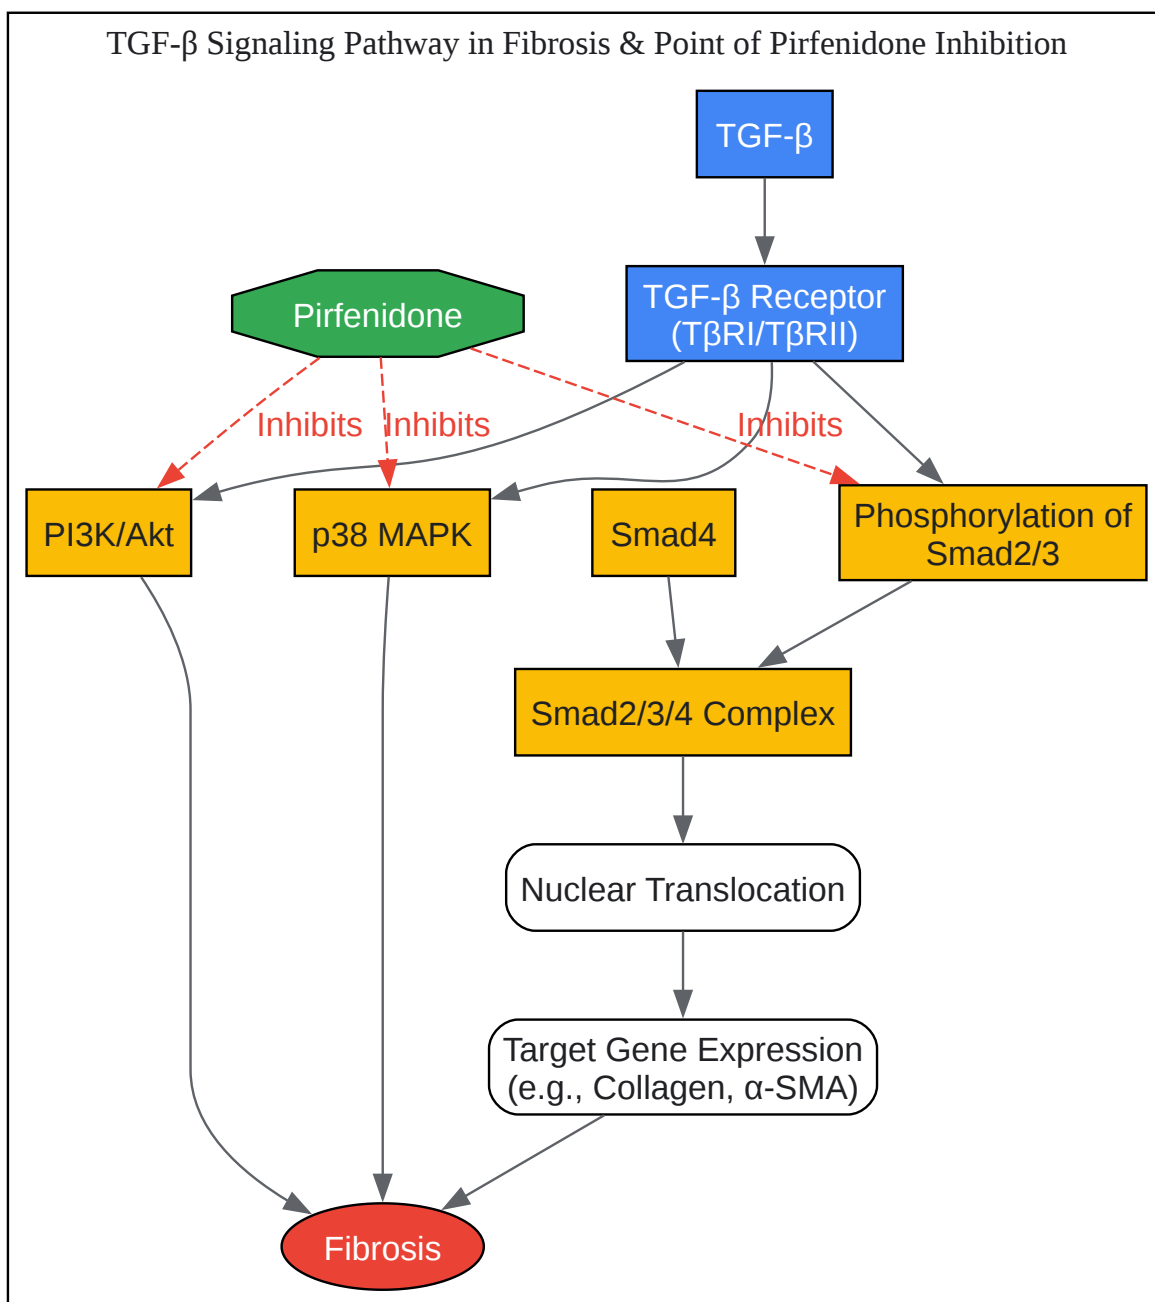 TGF-β Signaling Pathway in Fibrosis & Point of Pirfenidone Inhibition
TGF-β
Pirfenidone
TGF-β Receptor
(TβRI/TβRII)
Inhibits
Inhibits
Inhibits
PI3K/Akt
p38 MAPK
Smad4
Phosphorylation of
Smad2/3
Smad2/3/4 Complex
Nuclear Translocation
Target Gene Expression
(e.g., Collagen, α-SMA)
Fibrosis